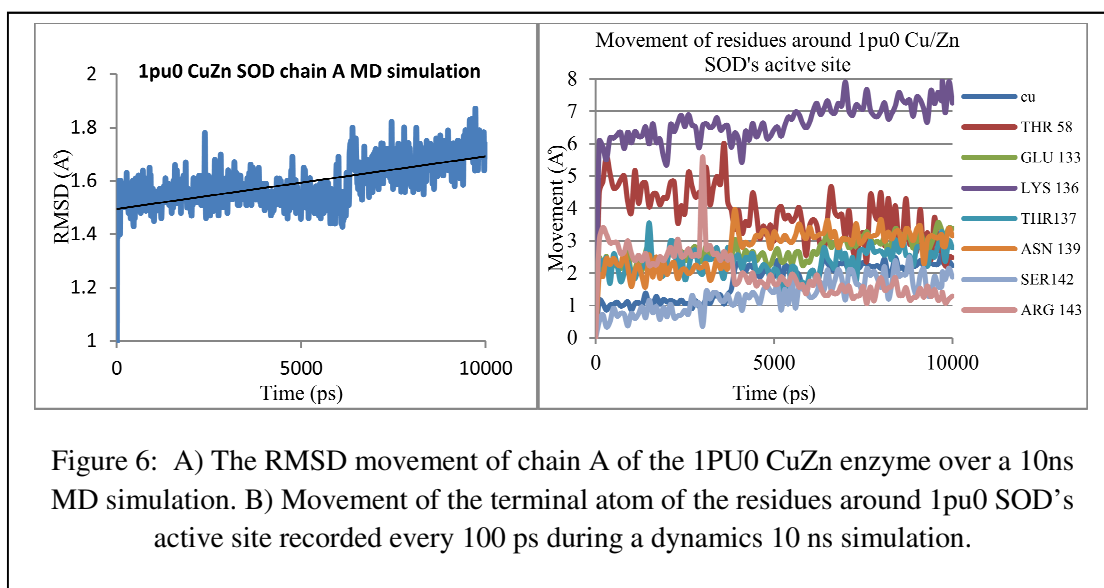 1pu0 CuZn SOD chain A MD simulation
RMSD (A˚)
2
1.8
1.6
1.4
1.2
1
0
5000
10000
Time (ps)
Movement of residues around 1pu0 Cu/Zn
SOD's acitve site
Movement (A˚)
8
7
6
5
4
3
2
1
0
0
5000
10000
Time (ps)
cu
THR 58
GLU 133
LYS 136
THR137
ASN 139
SER142
ARG 143
Figure 6: A) The RMSD movement of chain A of the 1PU0 CuZn enzyme over a 10ns
MD simulation. B) Movement of the terminal atom of the residues around 1pu0 SOD’s
active site recorded every 100 ps during a dynamics 10 ns simulation.